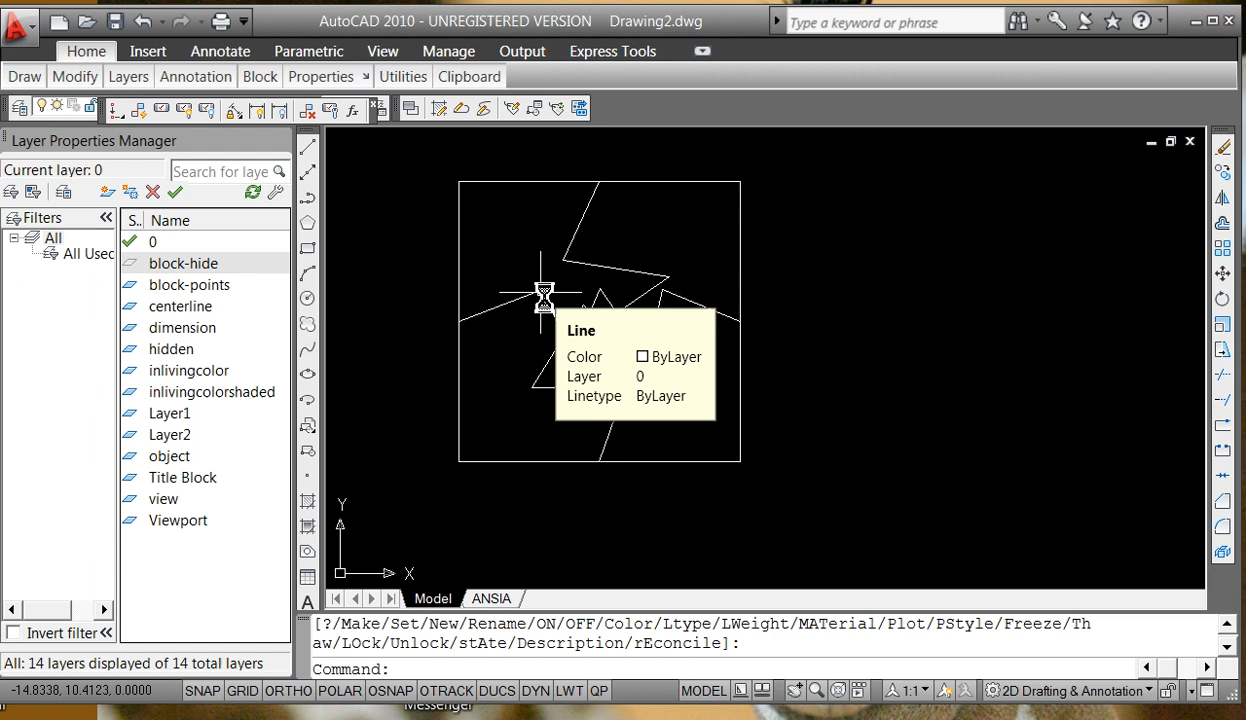 AutoCAD 2010 - UNREGISTERED VERSION Drawing2.dwg
Type a keyword or phrase
Home Insert Annotate Parametric View Manage Output Express Tools
Draw Modify Layers Annotation Block Properties Utilities Clipboard
Layer Properties Manager
Current layer: 0
Search for laye
Filters
S.. Name
All
All Usec
0
block-hide
block-points
centerline
dimension
hidden
inlivingcolor
inlivingcolorshaded
Layer1
Layer2
object
Title Block
view
Viewport
Invert filter
All: 14 layers displayed of 14 total layers
Line
Color ByLayer
Layer 0
Linetype ByLayer
Y
X
A
Model ANSIA
[?/Make/Set/New/Rename/ON/OFF/Color/Ltype/LWeight/MATerial/Plot/PStyle/Freeze/Th
aw/LOck/Unlock/stAte/Description/rEconcile]:
Command:
-14.8338, 10.4123, 0.0000 SNAP GRID ORTHO POLAR OSNAP OTRACK DUCS DYN LWT QP MODEL 1:1 2D Drafting & Annotation
Messenger